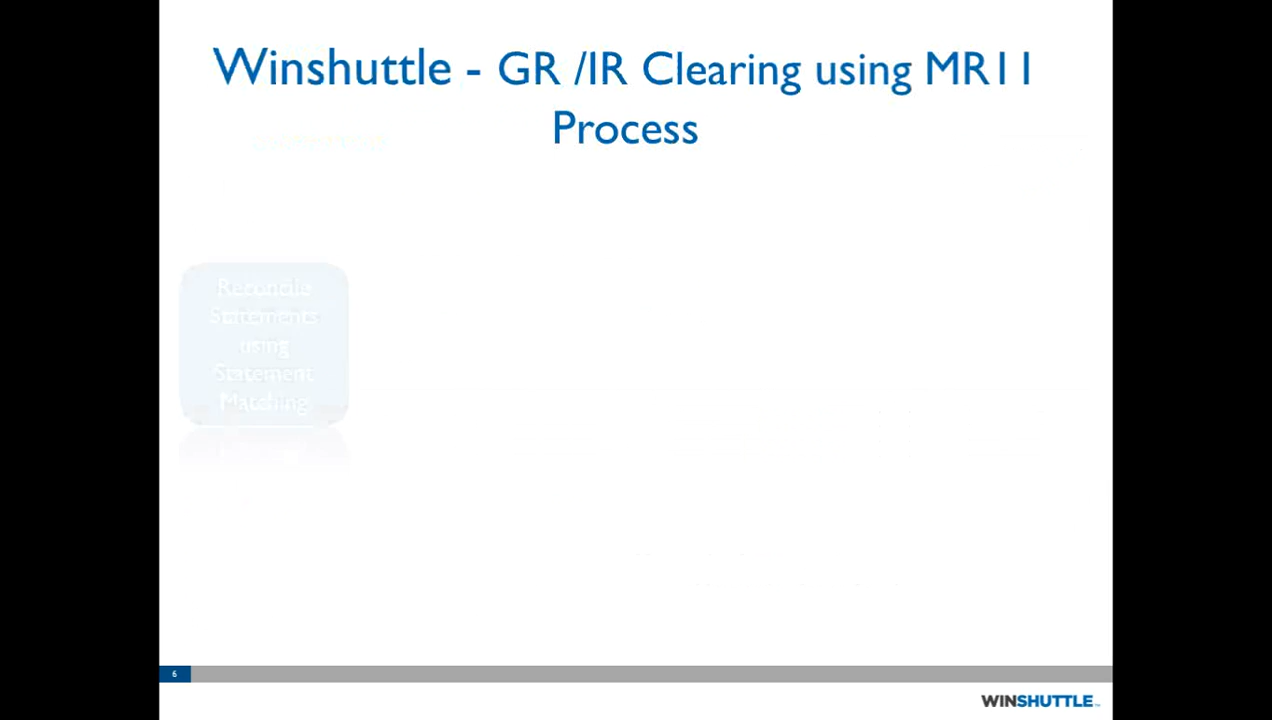 Winshuttle - GR /IR Clearing using MR11
Process
Reconcile
Statements
using
Statement
Matching
6
WINSHUTTLE